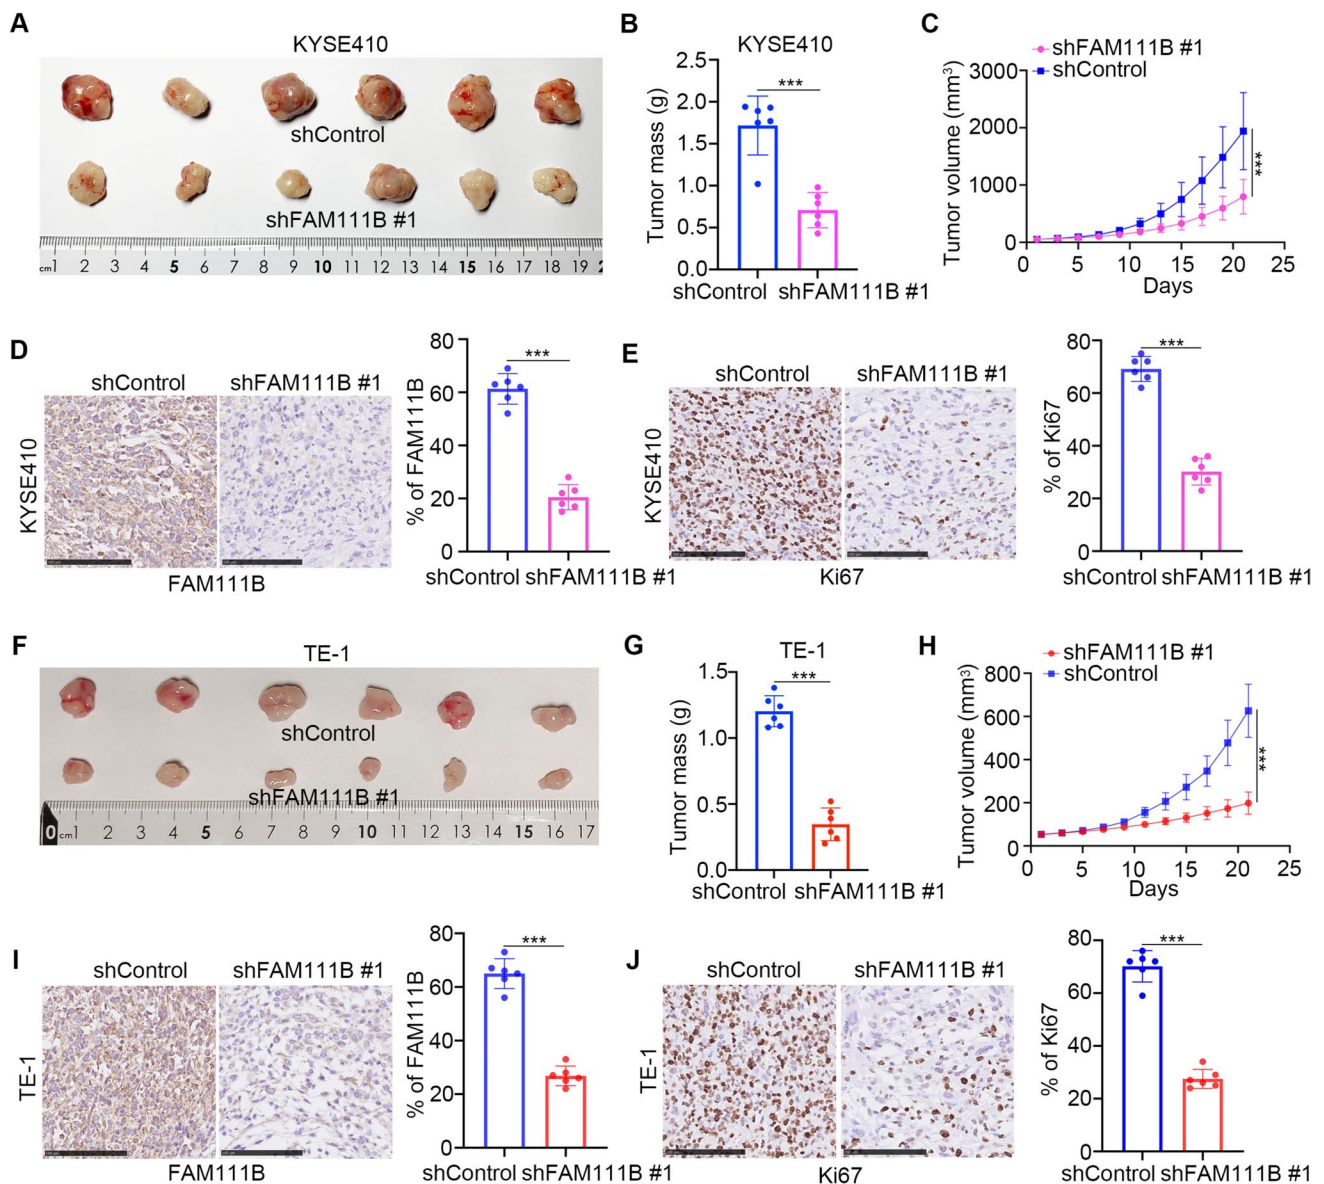 A
KYSE410
shControl
shFAM111B #1
cm1 2 3 4 5 6 7 8 9 10 11 12 13 14 15 16 17 18 19
B
KYSE410
Tumor mass (g)
2.5
2.0
1.5
1.0
0.5
0.0
***
shControl shFAM111B #1
C
shFAM111B #1
shControl
Tumor volume (mm³)
3000
2000
1000
0
***
0 5 10 15 20 25
Days
D
shControl shFAM111B #1
KYSE410
FAM111B
% of FAM111B
80
60
40
20
0
***
shControl shFAM111B #1
E
shControl shFAM111B #1
KYSE410
Ki67
% of Ki67
80
60
40
20
0
***
shControl shFAM111B #1
F
TE-1
shControl
shFAM111B #1
0 cm1 2 3 4 5 6 7 8 9 10 11 12 13 14 15 16 17
G
TE-1
Tumor mass (g)
1.5
1.0
0.5
0.0
***
shControl shFAM111B #1
H
shFAM111B #1
shControl
Tumor volume (mm³)
800
600
400
200
0
***
0 5 10 15 20 25
Days
I
shControl shFAM111B #1
TE-1
FAM111B
% of FAM111B
80
60
40
20
0
***
shControl shFAM111B #1
J
shControl shFAM111B #1
TE-1
Ki67
% of Ki67
80
60
40
20
0
***
shControl shFAM111B #1